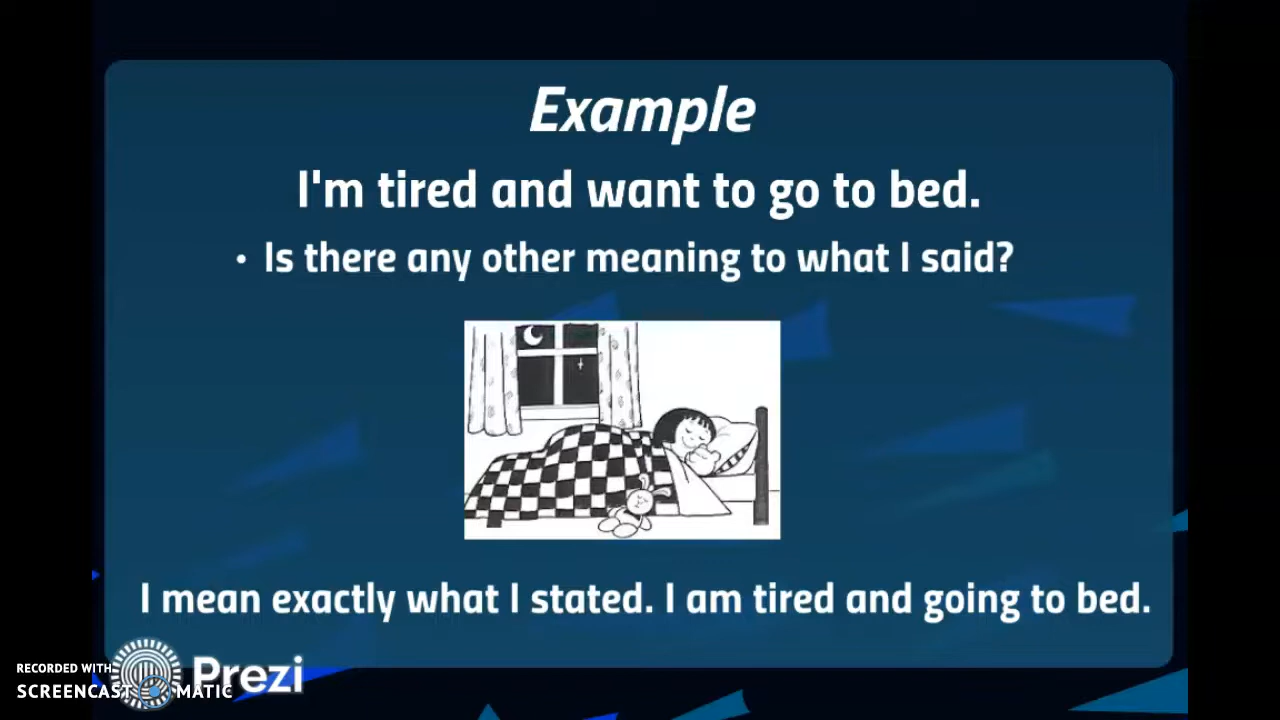 Example
I'm tired and want to go to bed.
• Is there any other meaning to what I said?
I mean exactly what I stated. I am tired and going to bed.
RECORDED WITH
SCREENCAST MATIC
Prezi